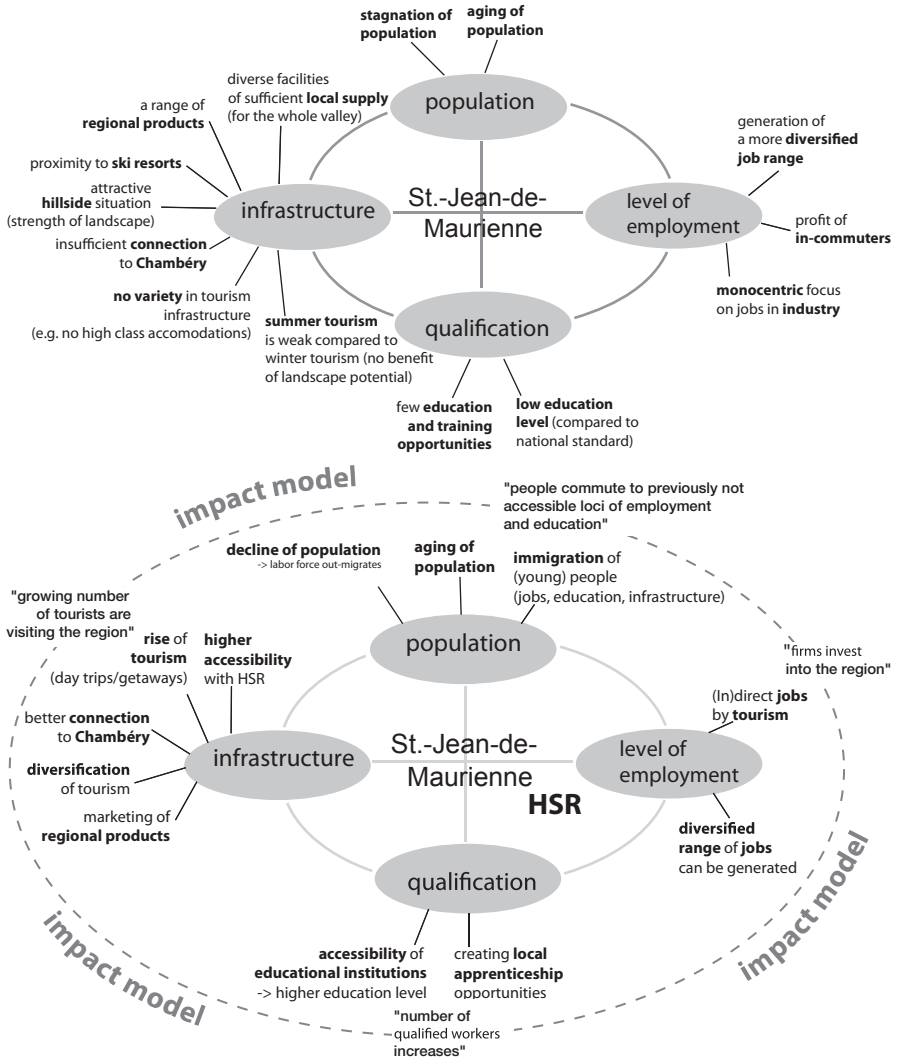 stagnation of
population
aging of
population
population
diverse facilities
of sufficient local supply
(for the whole valley)
a range of
regional products
proximity to ski resorts
attractive
hillside situation
(strength of landscape)
insufficient connection
to Chambéry
no variety in tourism
infrastructure
(e.g. no high class accomodations)
summer tourism
is weak compared to
winter tourism (no benefit
of landscape potential)
infrastructure
St.-Jean-de-
Maurienne
level of
employment
generation of
a more diversified
job range
profit of
in-commuters
monocentric focus
on jobs in industry
qualification
few education
and training
opportunities
low education
level (compared to
national standard)
impact model
"people commute to previously not
accessible loci of employment
and education"
decline of population
-> labor force out-migrates
aging of
population
immigration of
(young) people
(jobs, education, infrastructure)
population
"growing number
of tourists are
visiting the region"
rise of
tourism
(day trips/getaways)
higher
accessibility
with HSR
better connection
to Chambéry
diversification
of tourism
marketing of
regional products
infrastructure
St.-Jean-de-
Maurienne
HSR
level of
employment
"firms invest
into the region"
(In)direct jobs
by tourism
diversified
range of jobs
can be generated
qualification
accessibility of
educational institutions
-> higher education level
creating local
apprenticeship
opportunities
"number of
qualified workers
increases"
impact model
impact model